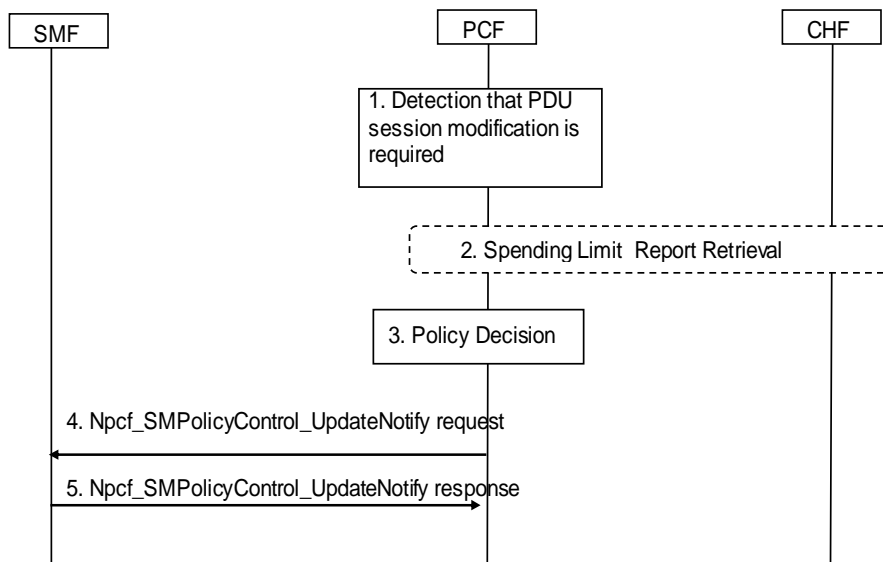 SMF
PCF
CHF
1. Detection that PDU
session modification is
required
2. Spending Limit Report Retrieval
3. Policy Decision
4. Npcf_SMPolicyControl_UpdateNotify request
5. Npcf_SMPolicyControl_UpdateNotify response